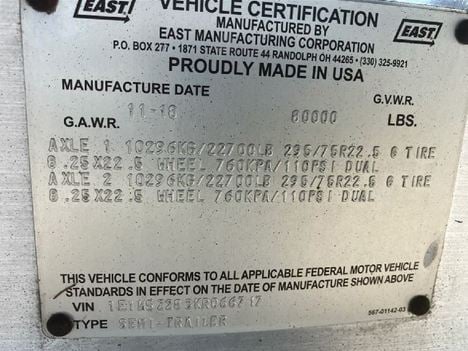 EAST VEHICLE CERTIFICATION EAST
MANUFACTURED BY
EAST MANUFACTURING CORPORATION
P.O. BOX 277 • 1871 STATE ROUTE 44 RANDOLPH OH 44265 • (330) 325-9921
PROUDLY MADE IN USA
MANUFACTURE DATE G.V.W.R.
11-18 80000
G.A.W.R. LBS.
AXLE 1 10296KG/22700LB 295/75R22.5 G TIRE
8.25X22.5 WHEEL 760KPA/110PSI DUAL
AXLE 2 10296KG/22700LB 295/75R22.5 G TIRE
8.25X22.5 WHEEL 760KPA/110PSI DUAL
THIS VEHICLE CONFORMS TO ALL APPLICABLE FEDERAL MOTOR VEHICLE
STANDARDS IN EFFECT ON THE DATE OF MANUFACTURE SHOWN ABOVE
VIN
567-01142-03
TYPE SEMI-TRAILER